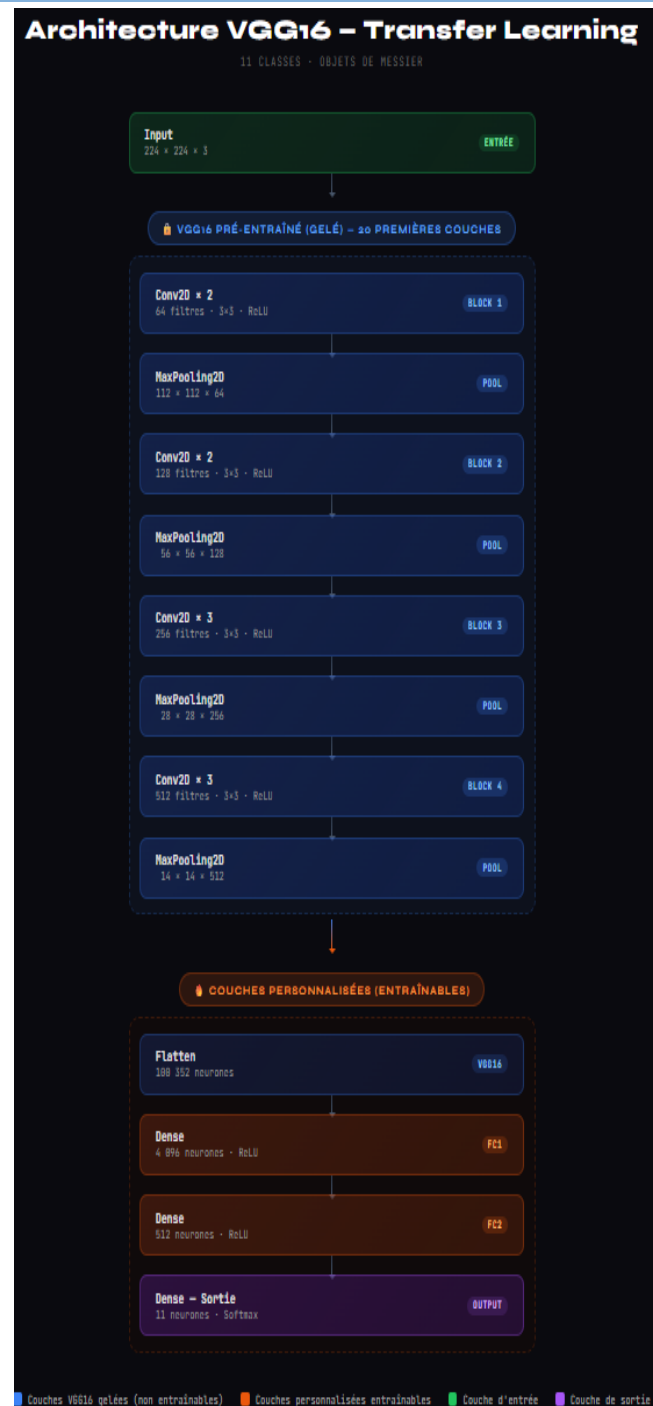 Architecture VGG16 – Transfer Learning
11 CLASSES · OBJETS DE MESSIER
Input
224 × 224 × 3
ENTRÉE
VGG16 PRÉ-ENTRAÎNÉ (GELÉ) – 20 PREMIÈRES COUCHES
Conv2D × 2
64 filtres · 3×3 · ReLU
BLOCK 1
MaxPooling2D
112 × 112 × 64
POOL
Conv2D × 2
128 filtres · 3×3 · ReLU
BLOCK 2
MaxPooling2D
56 × 56 × 128
POOL
Conv2D × 3
256 filtres · 3×3 · ReLU
BLOCK 3
MaxPooling2D
28 × 28 × 256
POOL
Conv2D × 3
512 filtres · 3×3 · ReLU
BLOCK 4
MaxPooling2D
14 × 14 × 512
POOL
COUCHES PERSONNALISÉES (ENTRAÎNABLES)
Flatten
100 352 neurones
VGG16
Dense
4 096 neurones · ReLU
FC1
Dense
512 neurones · ReLU
FC2
Dense – Sortie
11 neurones · Softmax
OUTPUT
Couches VGG16 gelées (non entraînables)
Couches personnalisées entraînables
Couche d'entrée
Couche de sortie